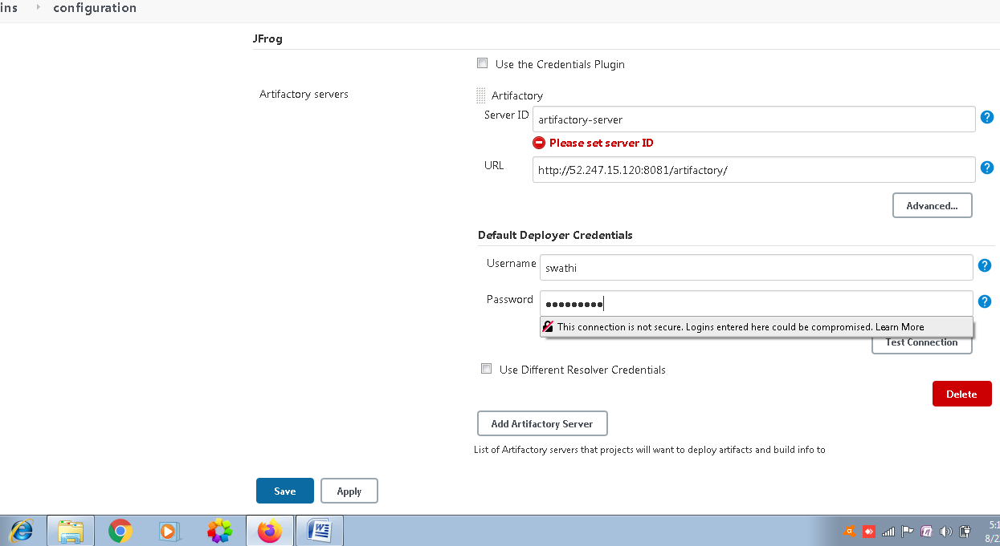 ins configuration
JFrog
Use the Credentials Plugin
Artifactory servers
Artifactory
Server ID artifactory-server
Please set server ID
URL http://52.247.15.120:8081/artifactory/
Advanced...
Default Deployer Credentials
Username swathi
Password
This connection is not secure. Logins entered here could be compromised. Learn More
Test Connection
Use Different Resolver Credentials
Delete
Add Artifactory Server
List of Artifactory servers that projects will want to deploy artifacts and build info to
Save Apply
5:1
8/2